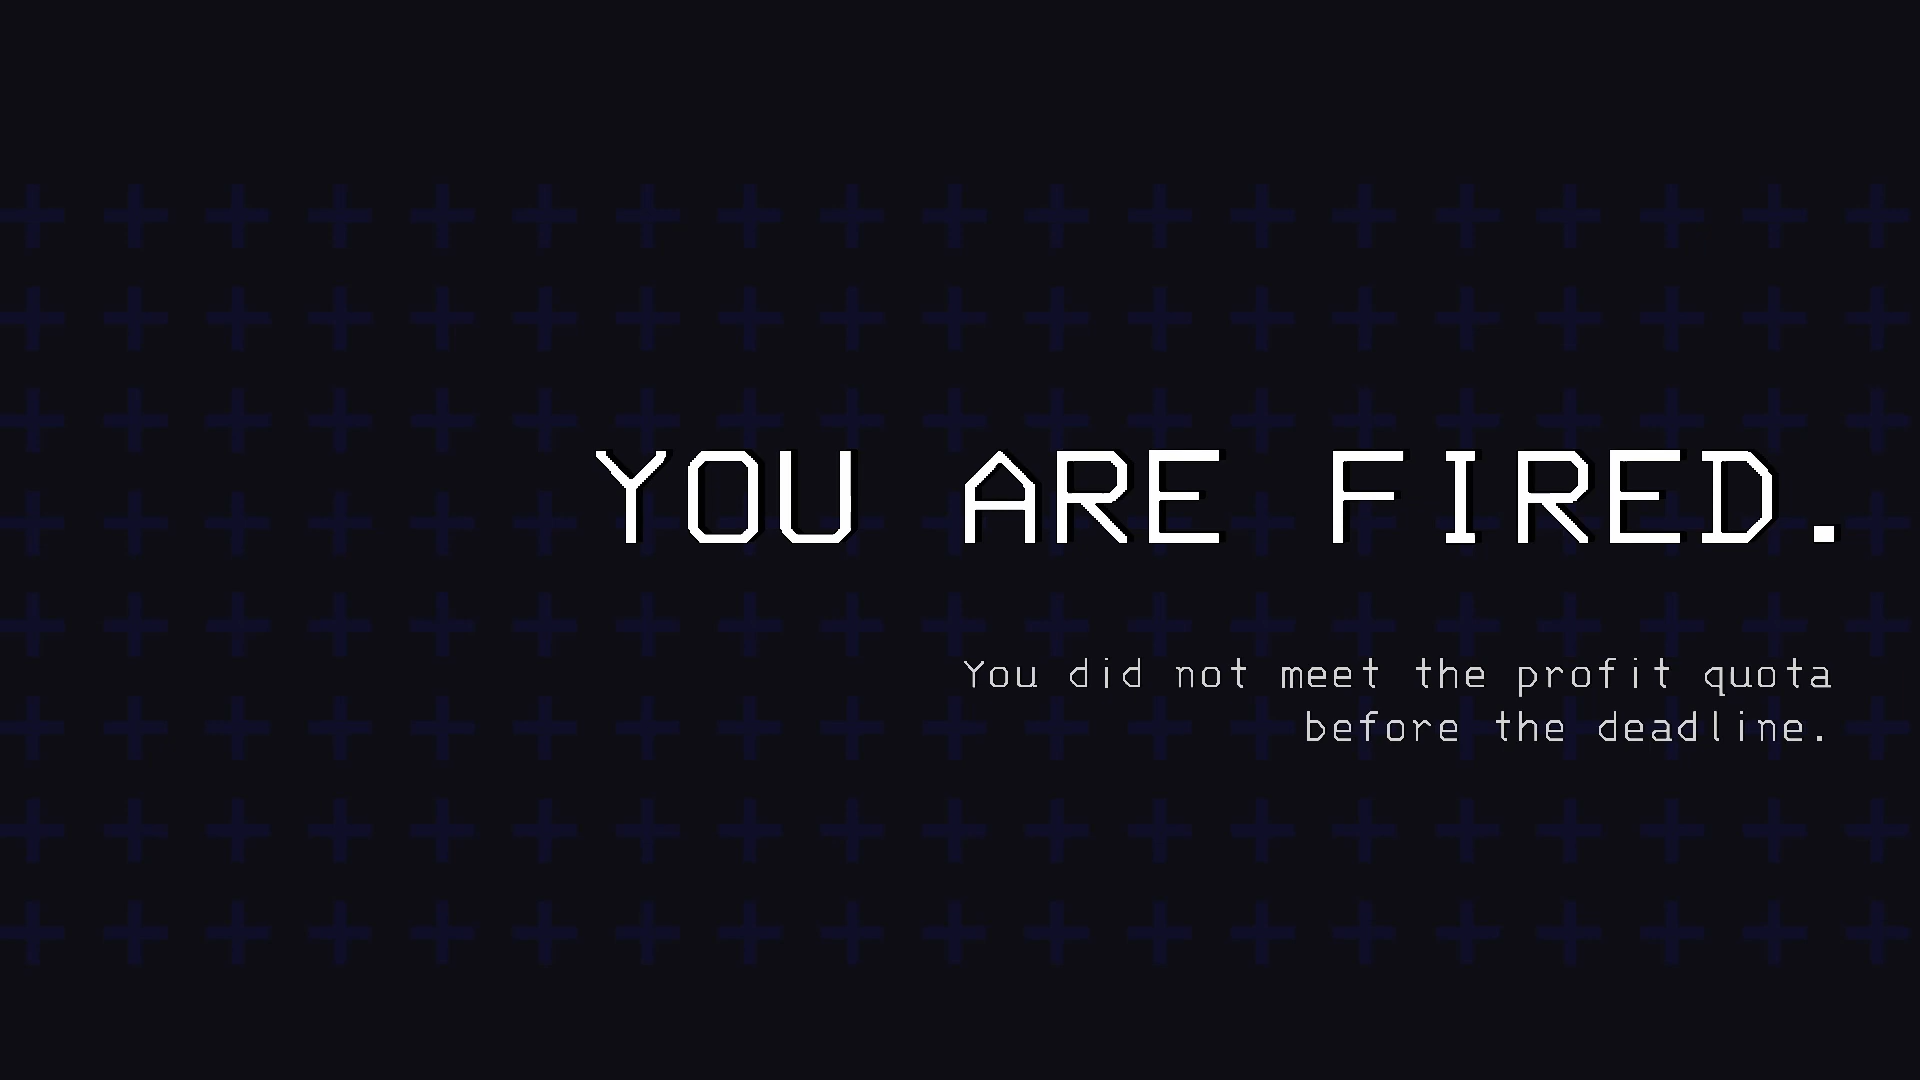 YOU ARE FIRED.
You did not meet the profit quota
before the deadline.